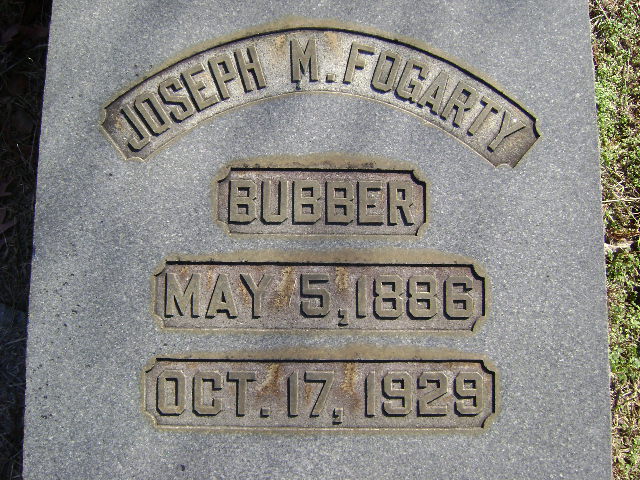 JOSEPH M. FOGARTY
BUBBER
MAY 5, 1886
OCT. 17, 1929